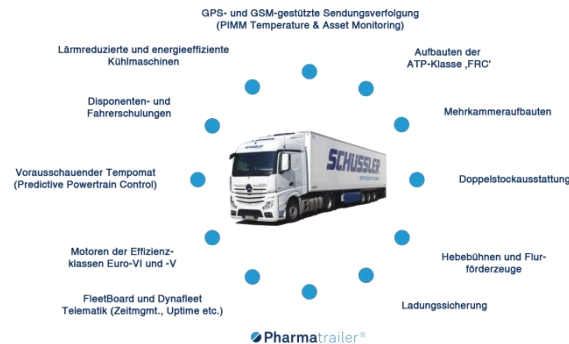 GPS- und GSM-gestützte Sendungsverfolgung
(PIMM Temperature & Asset Monitoring)
Lärmreduzierte und energieeffiziente
Kühlmaschinen
Aufbauten der
ATP-Klasse ‚FRC‘
Disponenten- und
Fahrerschulungen
Mehrkammeraufbauten
SCHUSSLER
Vorausschauender Tempomat
(Predictive Powertrain Control)
Doppelstockausstattung
Motoren der Effizienz-
klassen Euro-VI und -V
Hebebühnen und Flur-
förderzeuge
FleetBoard und Dynafleet
Telematik (Zeitmgmt., Uptime etc.)
Ladungssicherung
Pharmatrailer®